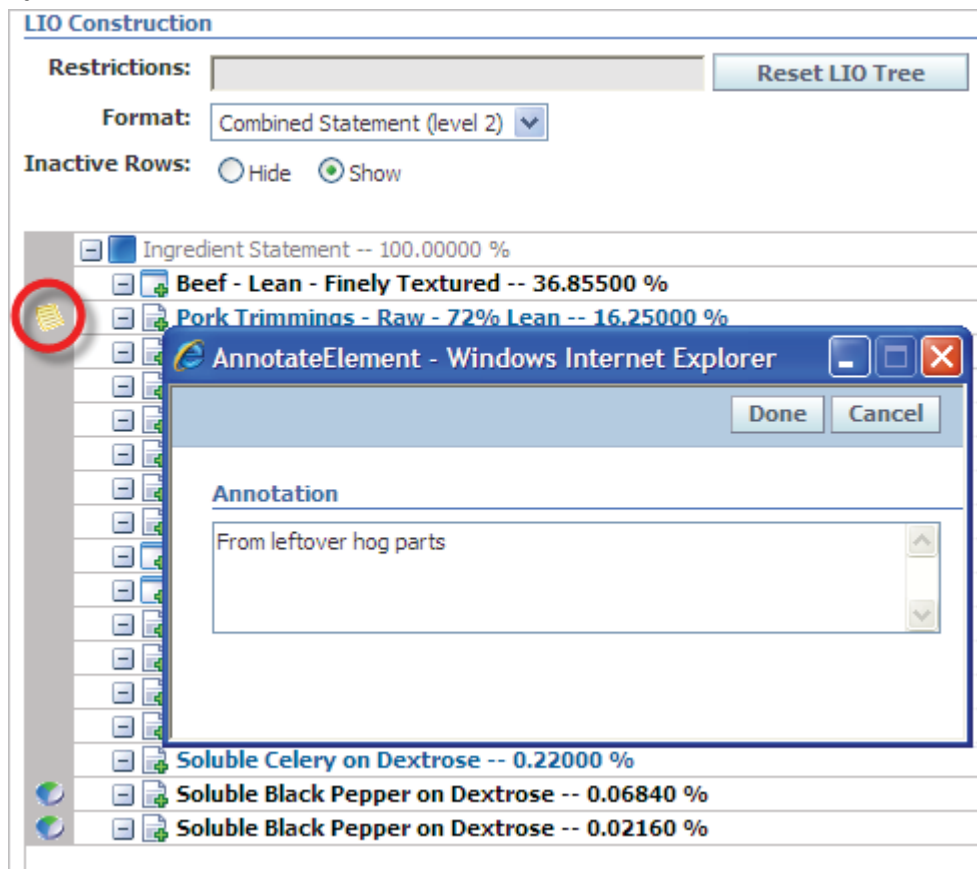 LIO Construction
Restrictions:
Reset LIO Tree
Format: Combined Statement (level 2)
Inactive Rows: Hide Show
Ingredient Statement -- 100.00000 %
Beef - Lean - Finely Textured -- 36.85500 %
Pork Trimmings - Raw - 72% Lean -- 16.25000 %
AnnotateElement - Windows Internet Explorer
Done Cancel
Annotation
From leftover hog parts
Soluble Celery on Dextrose -- 0.22000 %
Soluble Black Pepper on Dextrose -- 0.06840 %
Soluble Black Pepper on Dextrose -- 0.02160 %